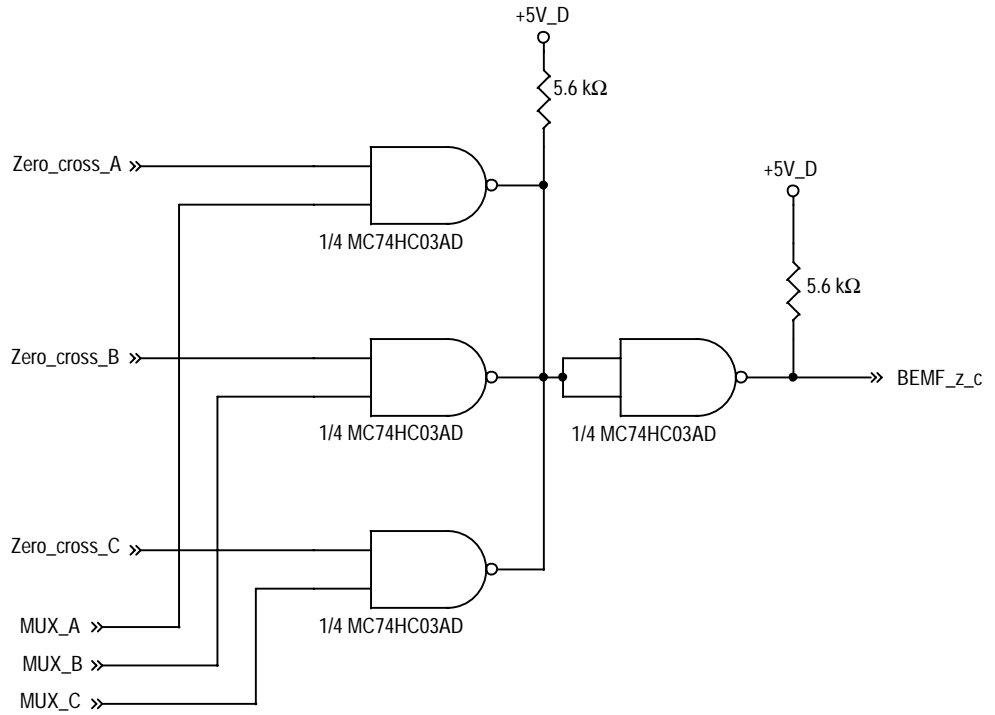 +5V_D
5.6 kΩ
Zero_cross_A
+5V_D
1/4 MC74HC03AD
5.6 kΩ
Zero_cross_B
BEMF_z_c
1/4 MC74HC03AD
1/4 MC74HC03AD
Zero_cross_C
MUX_A
1/4 MC74HC03AD
MUX_B
MUX_C